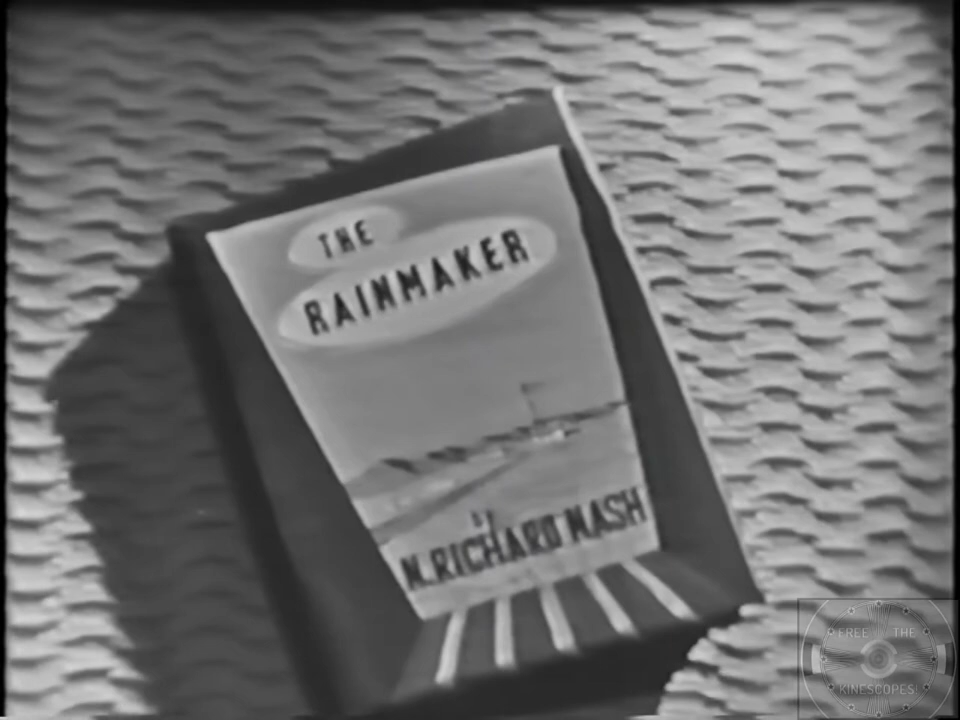 THE
RAINMAKER
by
N. RICHARD NASH
FREE THE
KINESCOPES!